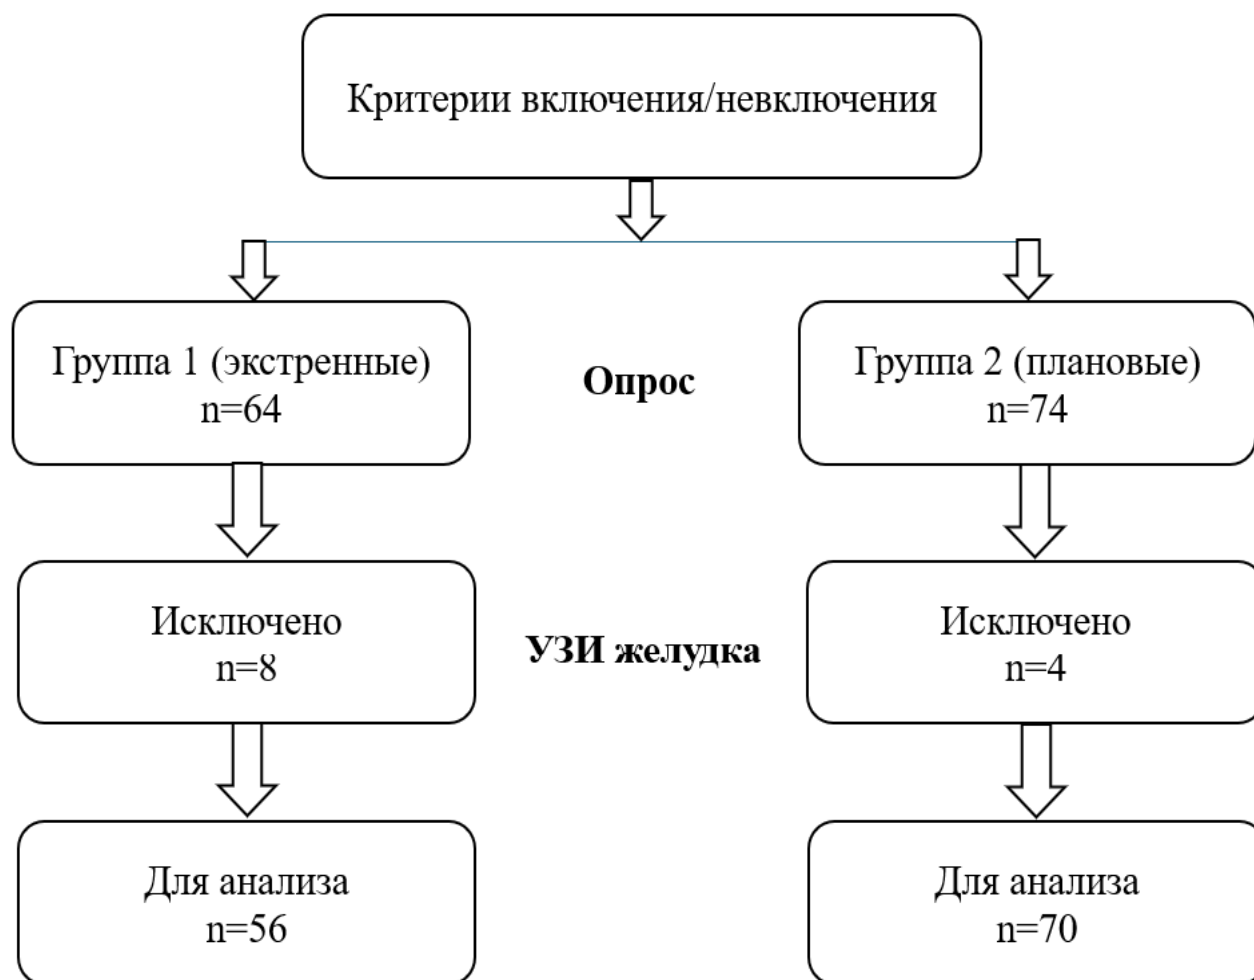 Критерии включения/невключения
Группа 1 (экстренные)
n=64
Опрос
Группа 2 (плановые)
n=74
Исключено
n=8
УЗИ желудка
Исключено
n=4
Для анализа
n=56
Для анализа
n=70